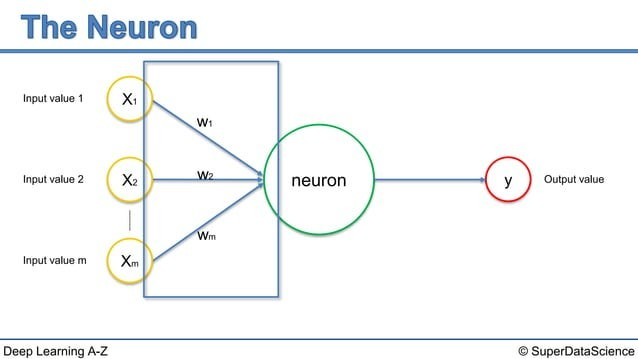 The Neuron
Input value 1
X1
w1
Input value 2
X2
w2
neuron
y
Output value
wm
Input value m
Xm
Deep Learning A-Z
© SuperDataScience